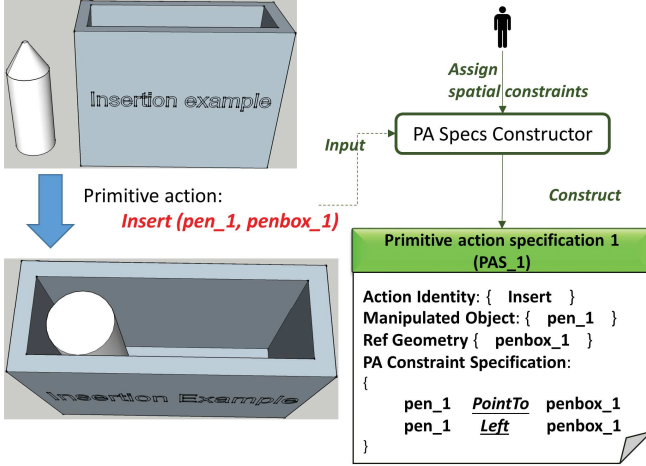 Insertion example
Primitive action:
Insert (pen_1, penbox_1)
Insertion Example
Assign
spatial constraints
Input
PA Specs Constructor
Construct
Primitive action specification 1
(PAS_1)
Action Identity: { Insert }
Manipulated Object: { pen_1 }
Ref Geometry { penbox_1 }
PA Constraint Specification:
{
pen_1 PointTo penbox_1
pen_1 Left penbox_1
}